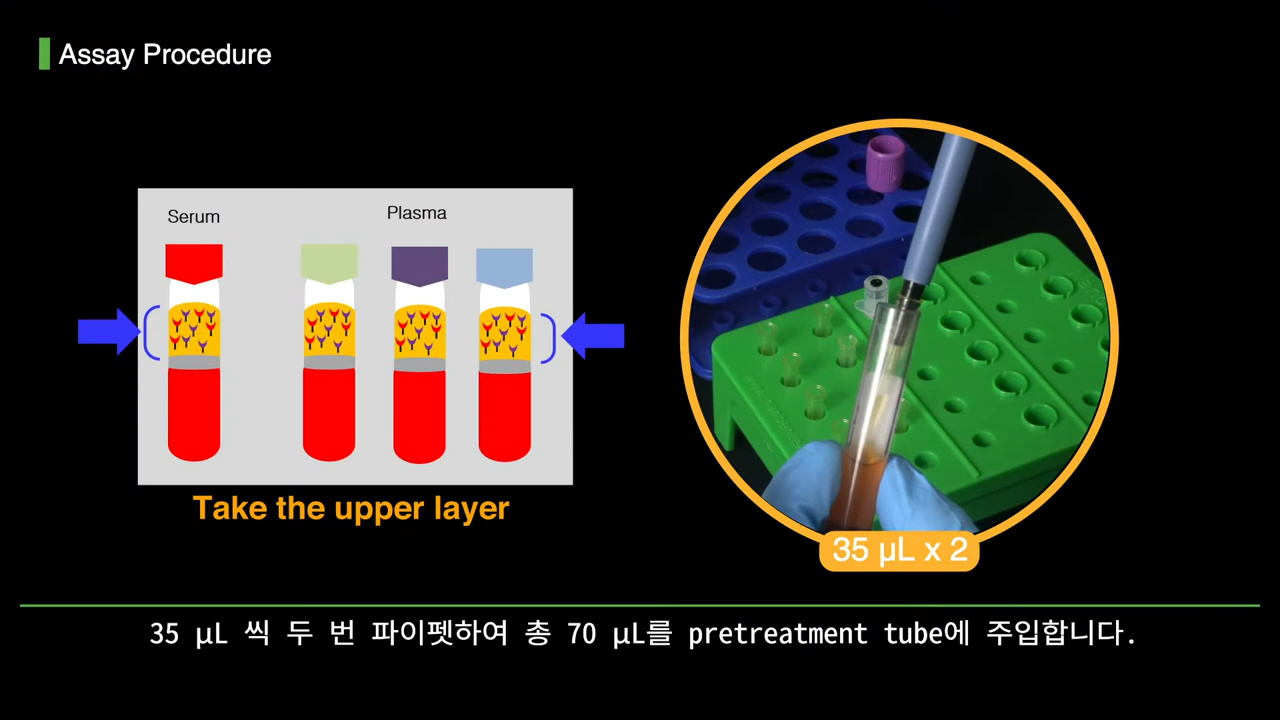 Assay Procedure
Serum
Plasma
Take the upper layer
35 µL x 2
35 µL 씩 두 번 파이펫하여 총 70 µL를 pretreatment tube에 주입합니다.